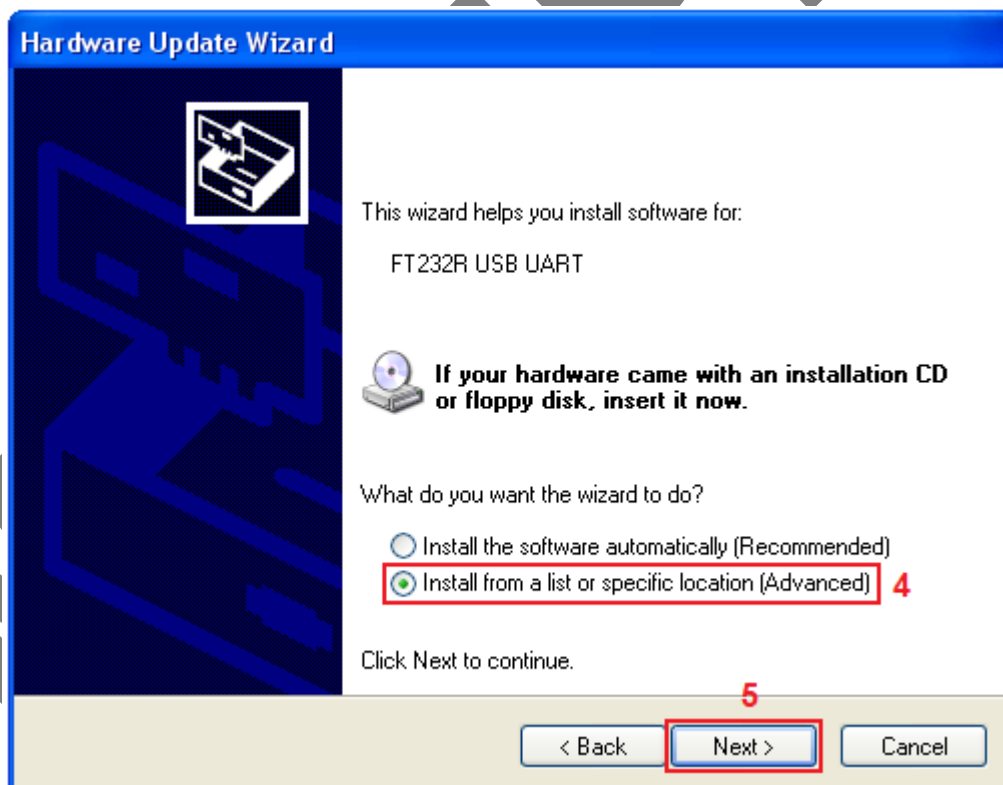 Hardware Update Wizard
This wizard helps you install software for:
FT232R USB UART
If your hardware came with an installation CD
or floppy disk, insert it now.
What do you want the wizard to do?
Install the software automatically (Recommended)
Install from a list or specific location (Advanced) 4
Click Next to continue.
5
< Back Next > Cancel